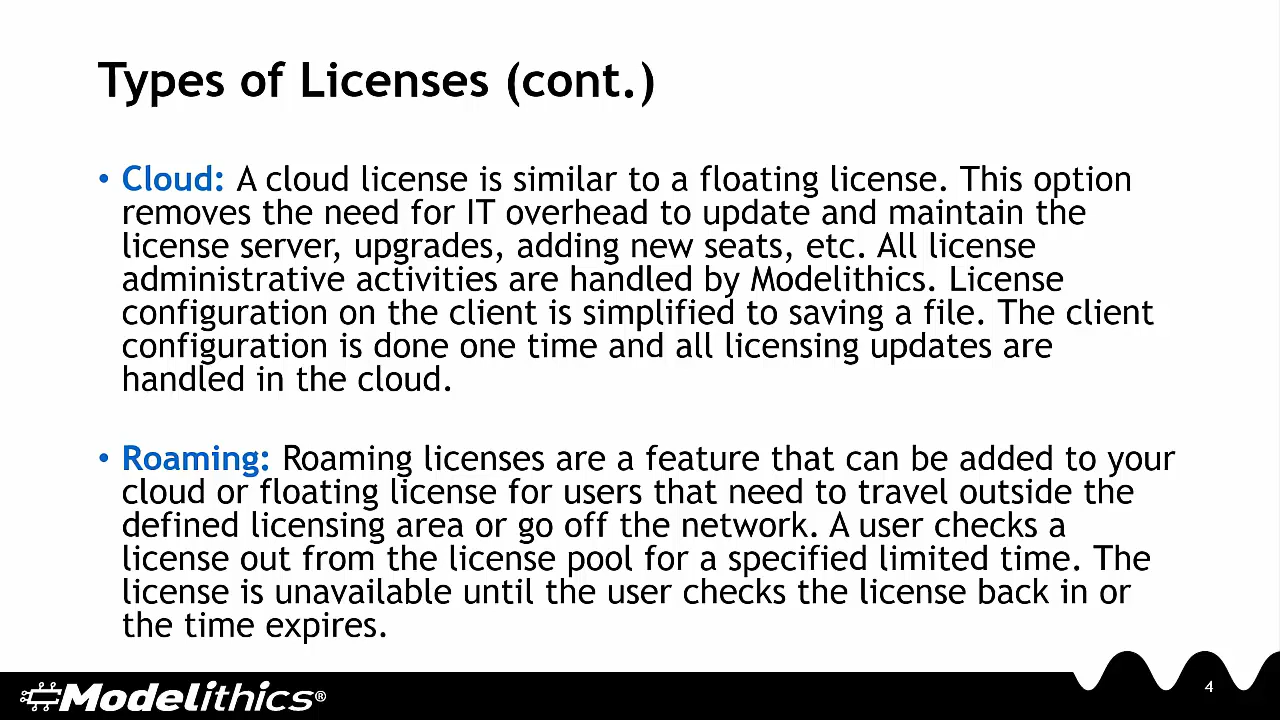 Types of Licenses (cont.)
• Cloud: A cloud license is similar to a floating license. This option
removes the need for IT overhead to update and maintain the
license server, upgrades, adding new seats, etc. All license
administrative activities are handled by Modelithics. License
configuration on the client is simplified to saving a file. The client
configuration is done one time and all licensing updates are
handled in the cloud.
• Roaming: Roaming licenses are a feature that can be added to your
cloud or floating license for users that need to travel outside the
defined licensing area or go off the network. A user checks a
license out from the license pool for a specified limited time. The
license is unavailable until the user checks the license back in or
the time expires.
Modelithics®
4